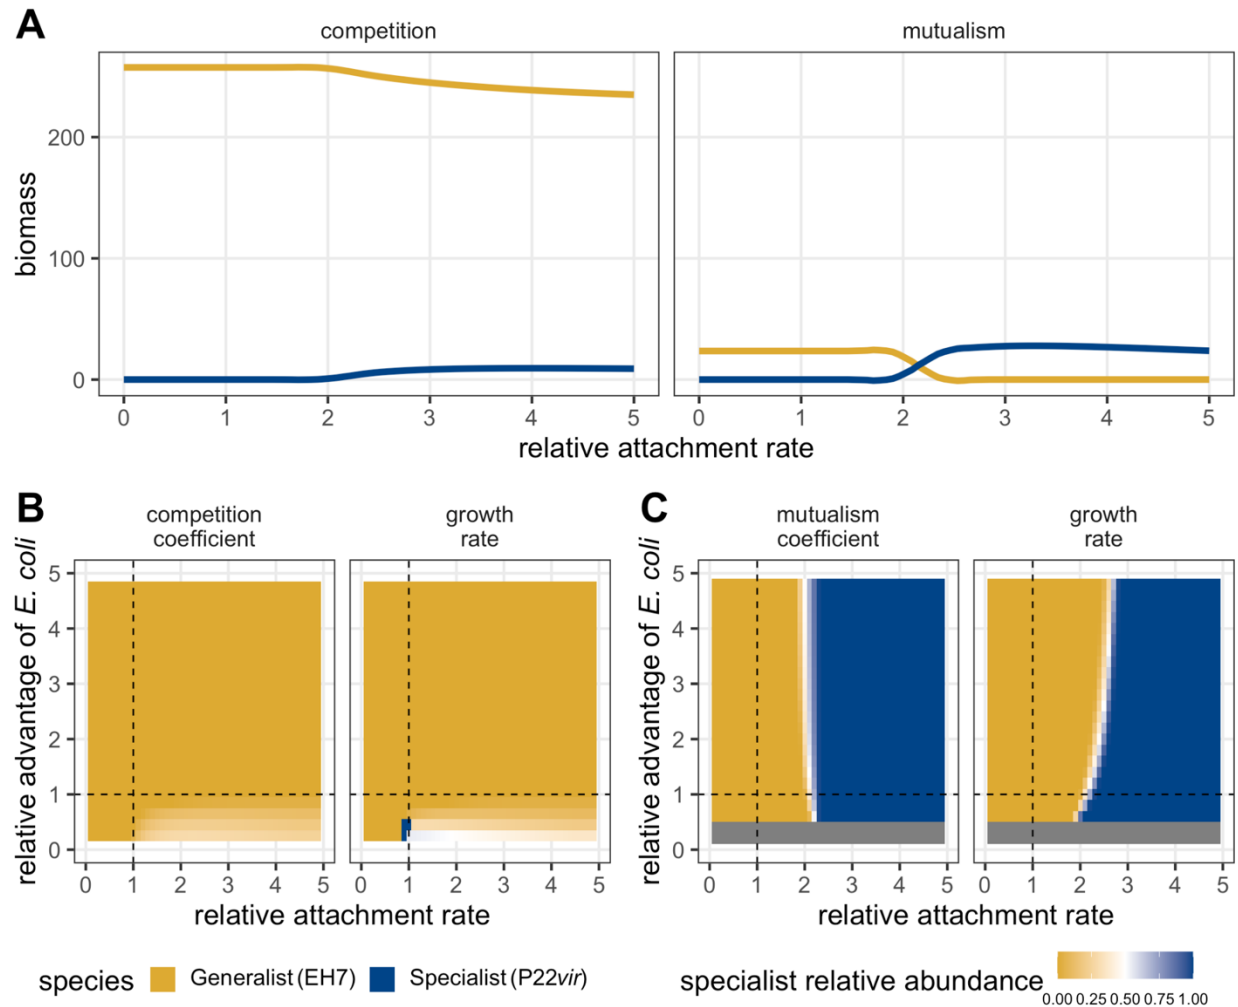 A
competition
mutualism
biomass
200
100
0
0 1 2 3 4 5
0 1 2 3 4 5
relative attachment rate
B
competition
coefficient
growth
rate
relative advantage of E. coli
5
4
3
2
1
0
0 1 2 3 4 5
0 1 2 3 4 5
relative attachment rate
C
mutualism
coefficient
growth
rate
relative advantage of E. coli
5
4
3
2
1
0
0 1 2 3 4 5
0 1 2 3 4 5
relative attachment rate
species Generalist (EH7) Specialist (P22vir)
specialist relative abundance
0.00 0.25 0.50 0.75 1.00